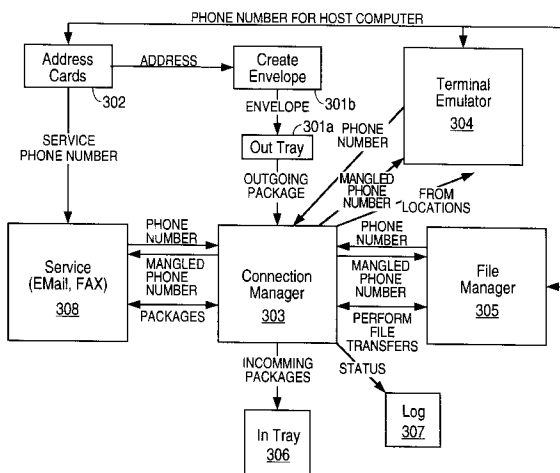 PHONE NUMBER FOR HOST COMPUTER
Address
Cards
302
ADDRESS
Create
Envelope
301b
ENVELOPE
301a
Out Tray
OUTGOING
PACKAGE
Terminal
Emulator
304
PHONE
NUMBER
MANGLED
PHONE
NUMBER
FROM
LOCATIONS
SERVICE
PHONE NUMBER
Service
(EMail, FAX)
308
PHONE
NUMBER
MANGLED
PHONE
NUMBER
PACKAGES
Connection
Manager
303
PHONE
NUMBER
MANGLED
PHONE
NUMBER
PERFORM
FILE
TRANSFERS
File
Manager
305
INCOMMING
PACKAGES
STATUS
In Tray
306
Log
307